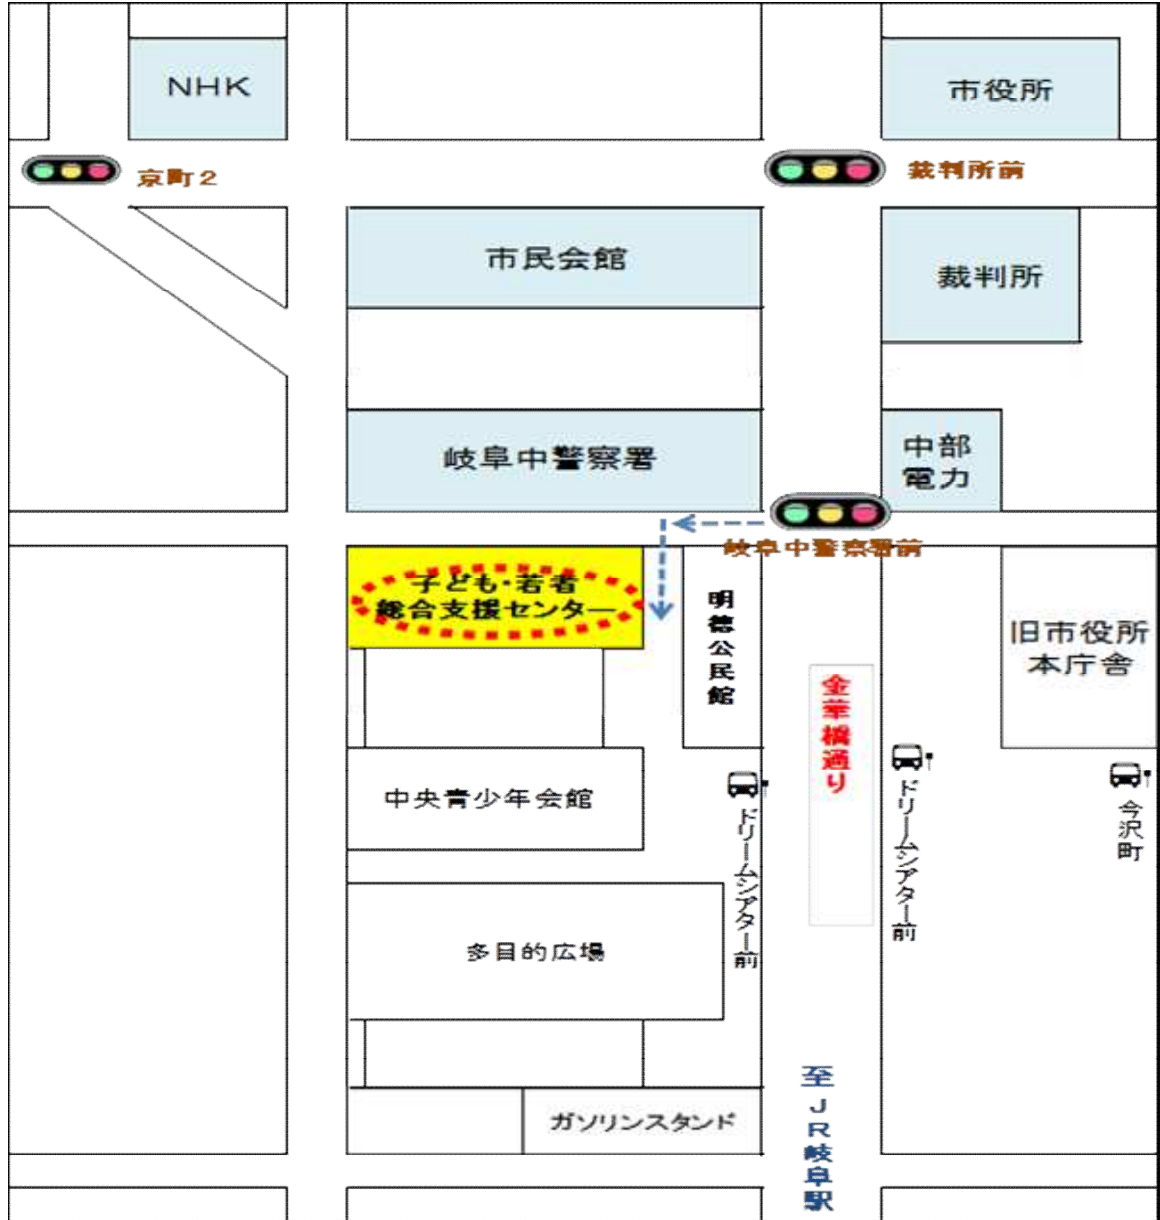 NHK
市役所
京町2
裁判所前
市民会館
裁判所
岐阜中警察署
中部
電力
岐阜中警察署前
子ども・若者
総合支援センター
明徳公民館
旧市役所
本庁舎
金華橋通り
中央青少年会館
ドリームシアター前
ドリームシアター前
今沢町
多目的広場
ガソリンスタンド
至JR岐阜駅